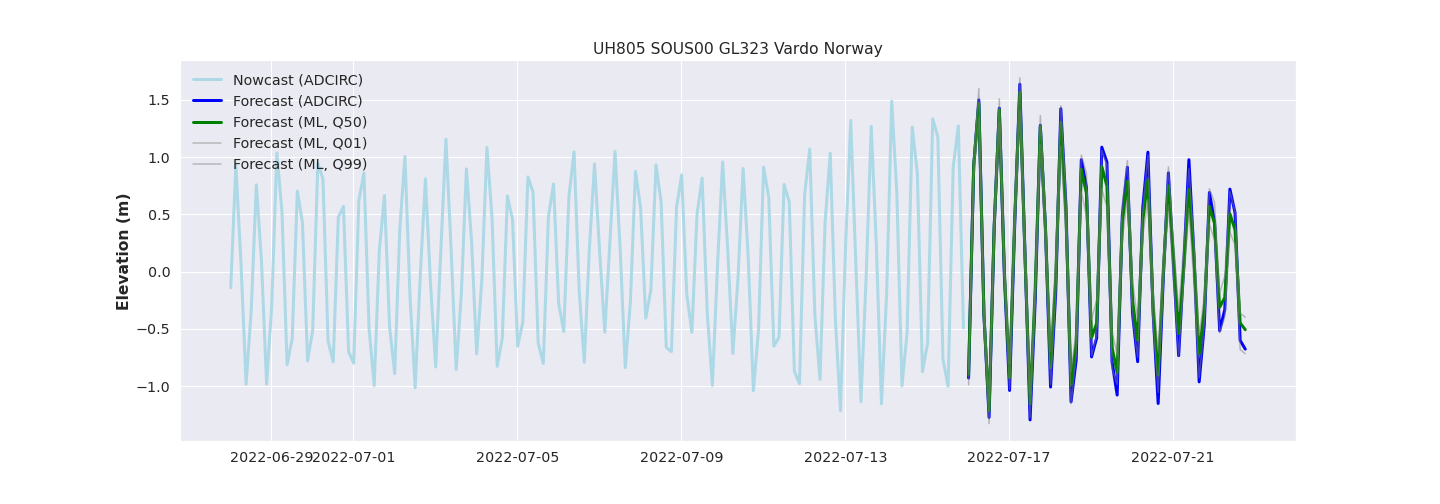 UH805 SOUS00 GL323 Vardo Norway
Nowcast (ADCIRC)
Forecast (ADCIRC)
Forecast (ML, Q50)
Forecast (ML, Q01)
Forecast (ML, Q99)
Elevation (m)
1.5
1.0
0.5
0.0
−0.5
−1.0
2022-06-29 2022-07-01 2022-07-05 2022-07-09 2022-07-13 2022-07-17 2022-07-21